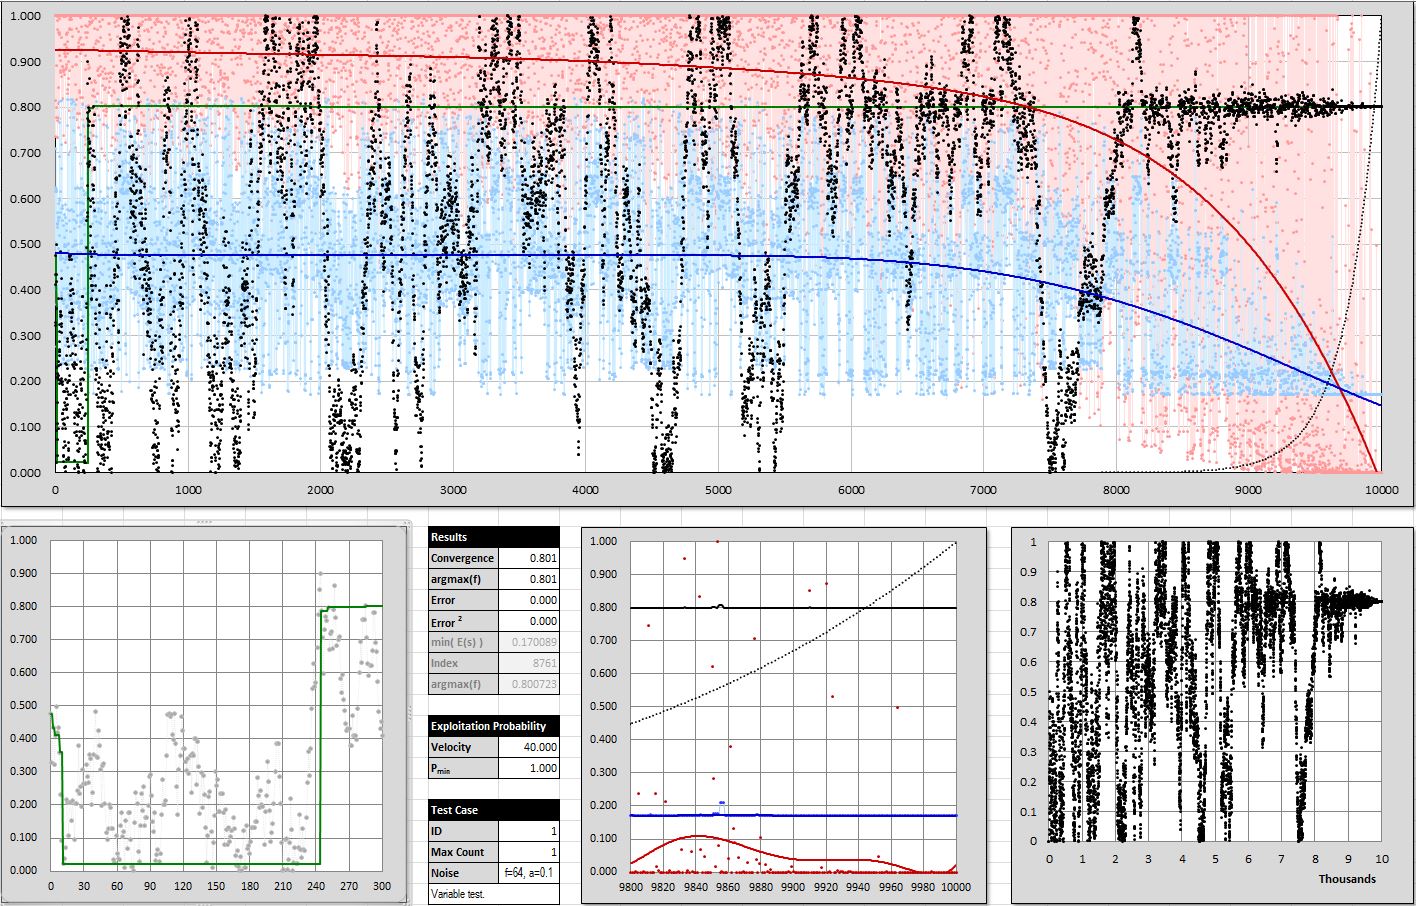 1.000
0.900
0.800
0.700
0.600
0.500
0.400
0.300
0.200
0.100
0.000
0 1000 2000 3000 4000 5000 6000 7000 8000 9000 10000
1.000
0.900
0.800
0.700
0.600
0.500
0.400
0.300
0.200
0.100
0.000
0 30 60 90 120 150 180 210 240 270 300
Results
Convergence 0.801
argmax(f) 0.801
Error 0.000
Error ² 0.000
min( E(s) ) 0.170089
Index 8761
argmax(f) 0.800723
Exploitation Probability
Velocity 40.000
Pmin 1.000
Test Case
ID 1
Max Count 1
Noise f=64, a=0.1
Variable test.
1.000
0.900
0.800
0.700
0.600
0.500
0.400
0.300
0.200
0.100
0.000
9800 9820 9840 9860 9880 9900 9920 9940 9960 9980 10000
1
0.9
0.8
0.7
0.6
0.5
0.4
0.3
0.2
0.1
0
0 1 2 3 4 5 6 7 8 9 10
Thousands